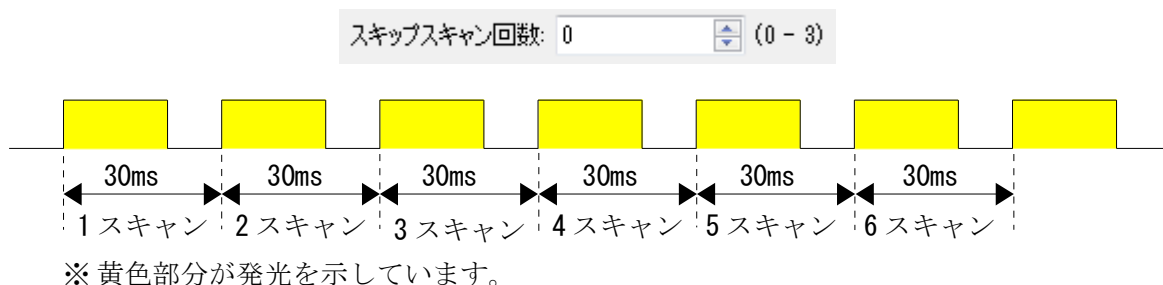 スキップスキャン回数: 0 (0 - 3)
30ms 30ms 30ms 30ms 30ms 30ms
1スキャン 2スキャン 3スキャン 4スキャン 5スキャン 6スキャン
※ 黄色部分が発光を示しています。